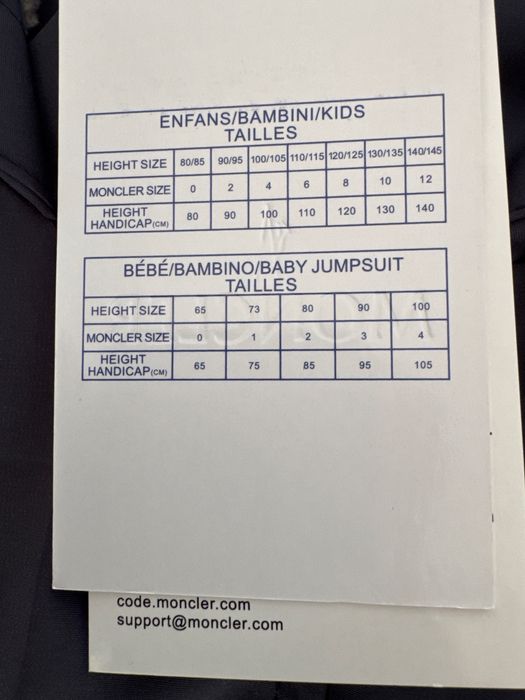 ENFANS/BAMBINI/KIDS
TAILLES
HEIGHT SIZE 80/85 90/95 100/105 110/115 120/125 130/135 140/145
MONCLER SIZE 0 2 4 6 8 10 12
HEIGHT
HANDICAP(CM) 80 90 100 110 120 130 140
BÉBÉ/BAMBINO/BABY JUMPSUIT
TAILLES
HEIGHT SIZE 65 73 80 90 100
MONCLER SIZE 0 1 2 3 4
HEIGHT
HANDICAP(CM) 65 75 85 95 105
code.moncler.com
support@moncler.com